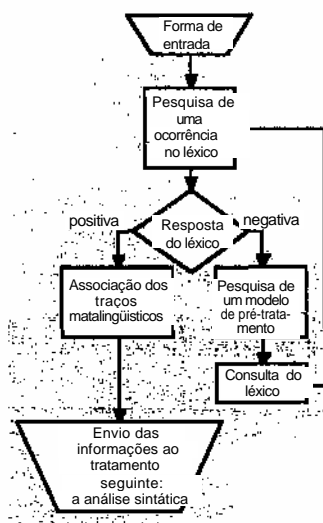 Forma de
entrada
Pesquisa de
uma
ocorrência
no léxico
positiva
Resposta
do léxico
negativa
Associação dos
traços
matalingüisticos
Pesquisa de
um modelo
de pré-trata-
mento
Consulta do
léxico
Envio das
informações ao
tratamento
seguinte:
a análise sintática